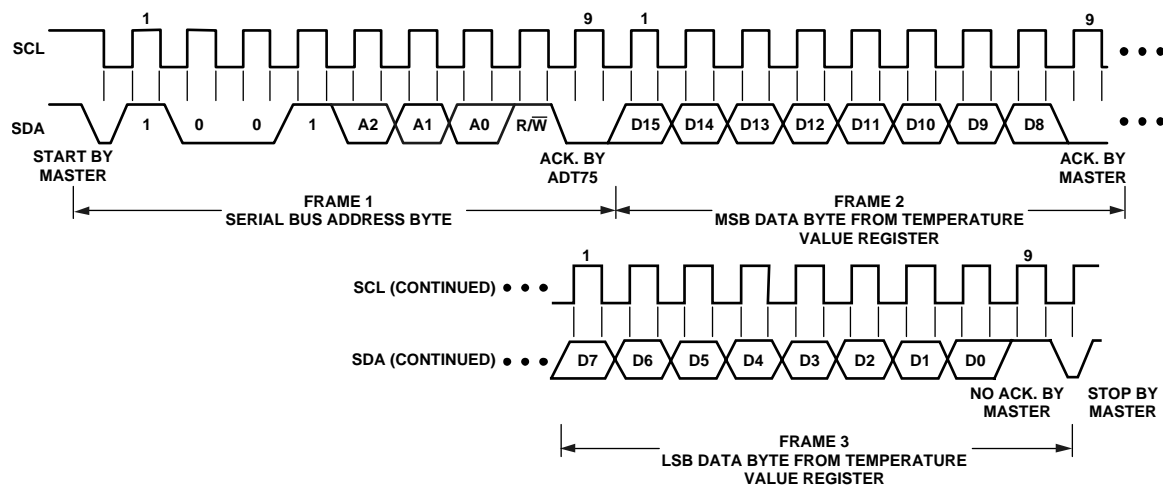 1 9 1 9
SCL
SDA 1 0 0 1 A2 A1 A0 R/W̅ D15 D14 D13 D12 D11 D10 D9 D8
START BY
MASTER
ACK. BY
ADT75
ACK. BY
MASTER
FRAME 1
SERIAL BUS ADDRESS BYTE
FRAME 2
MSB DATA BYTE FROM TEMPERATURE
VALUE REGISTER
1 9
SCL (CONTINUED)
SDA (CONTINUED) D7 D6 D5 D4 D3 D2 D1 D0
NO ACK. BY
MASTER
STOP BY
MASTER
FRAME 3
LSB DATA BYTE FROM TEMPERATURE
VALUE REGISTER